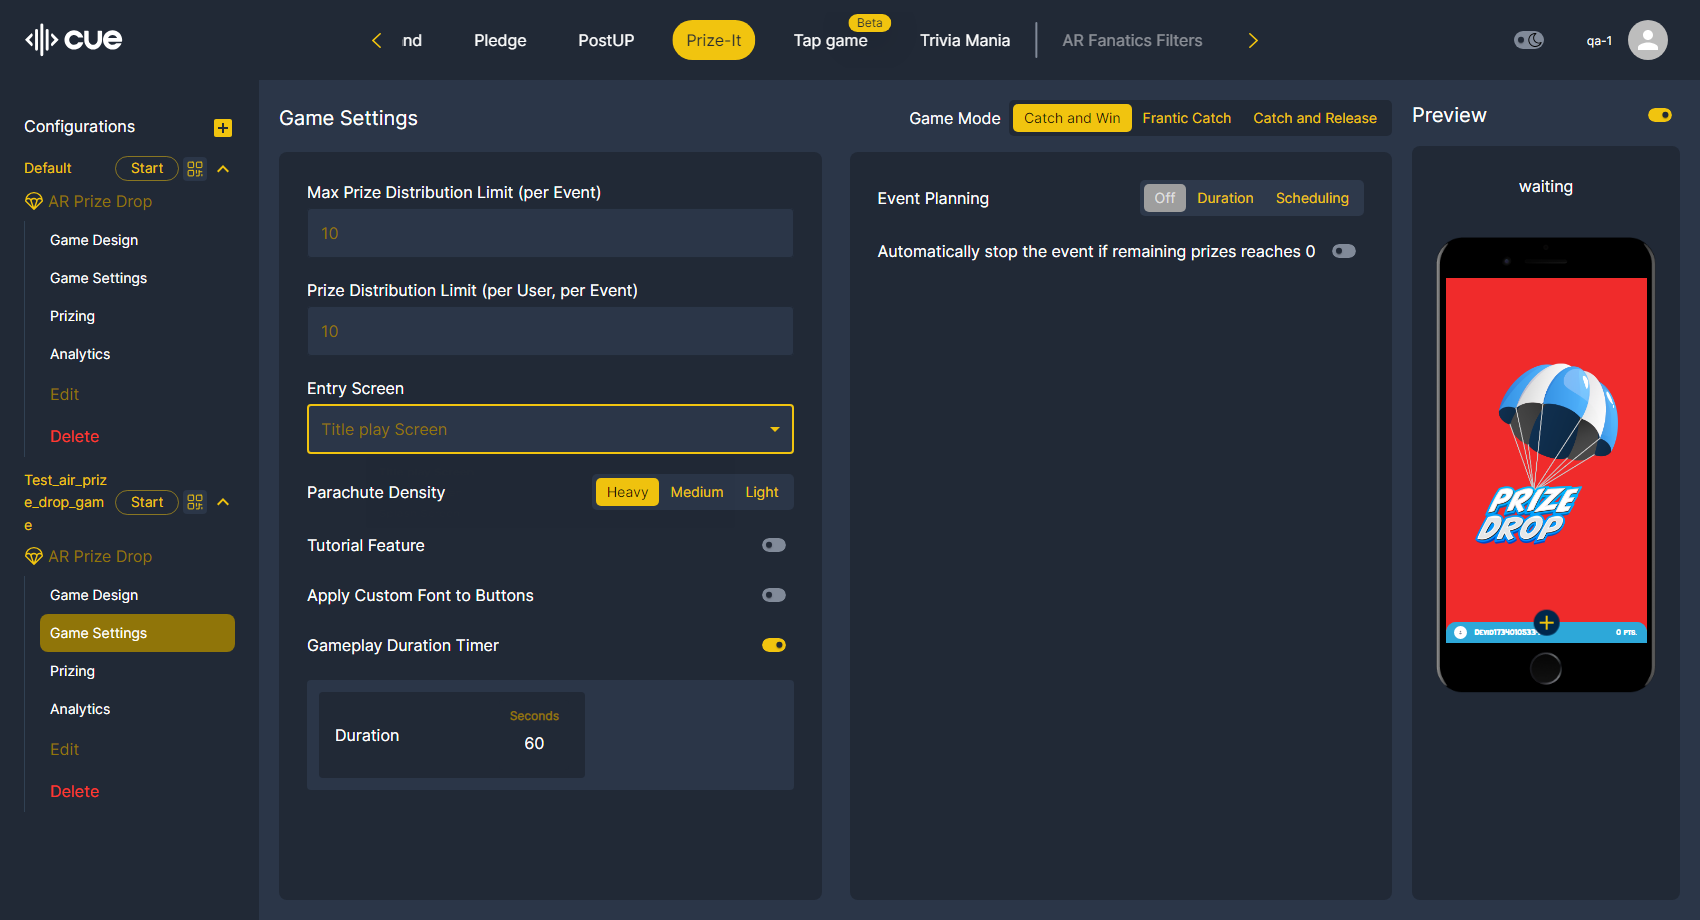 cue
nd
Pledge
PostUP
Prize-It
Beta
Tap game
Trivia Mania
AR Fanatics Filters
qa-1
Configurations
Default
Start
AR Prize Drop
Game Design
Game Settings
Prizing
Analytics
Edit
Delete
Test_air_priz
e_drop_gam
e
Start
AR Prize Drop
Game Design
Game Settings
Prizing
Analytics
Edit
Delete
Game Settings
Game Mode
Catch and Win
Frantic Catch
Catch and Release
Max Prize Distribution Limit (per Event)
10
Prize Distribution Limit (per User, per Event)
10
Entry Screen
Title play Screen
Parachute Density
Heavy
Medium
Light
Tutorial Feature
Apply Custom Font to Buttons
Gameplay Duration Timer
Duration
Seconds
60
Event Planning
Off
Duration
Scheduling
Automatically stop the event if remaining prizes reaches 0
Preview
waiting
PRIZE
DROP
0 PTS.